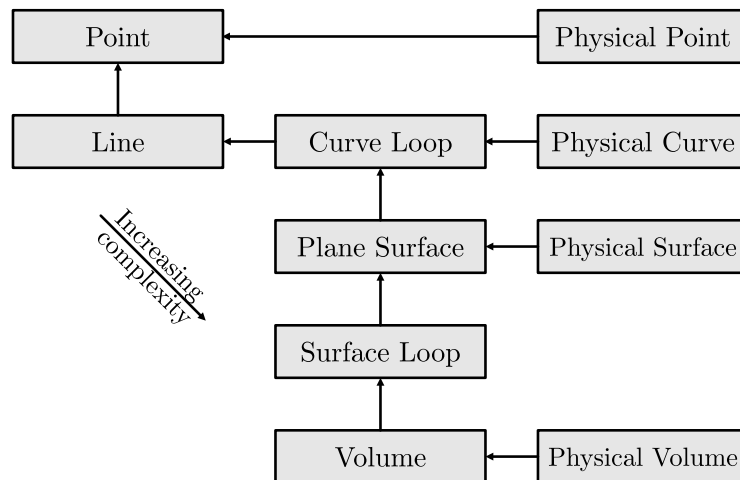 Point
Physical Point
Line
Curve Loop
Physical Curve
Increasing
complexity
Plane Surface
Physical Surface
Surface Loop
Volume
Physical Volume